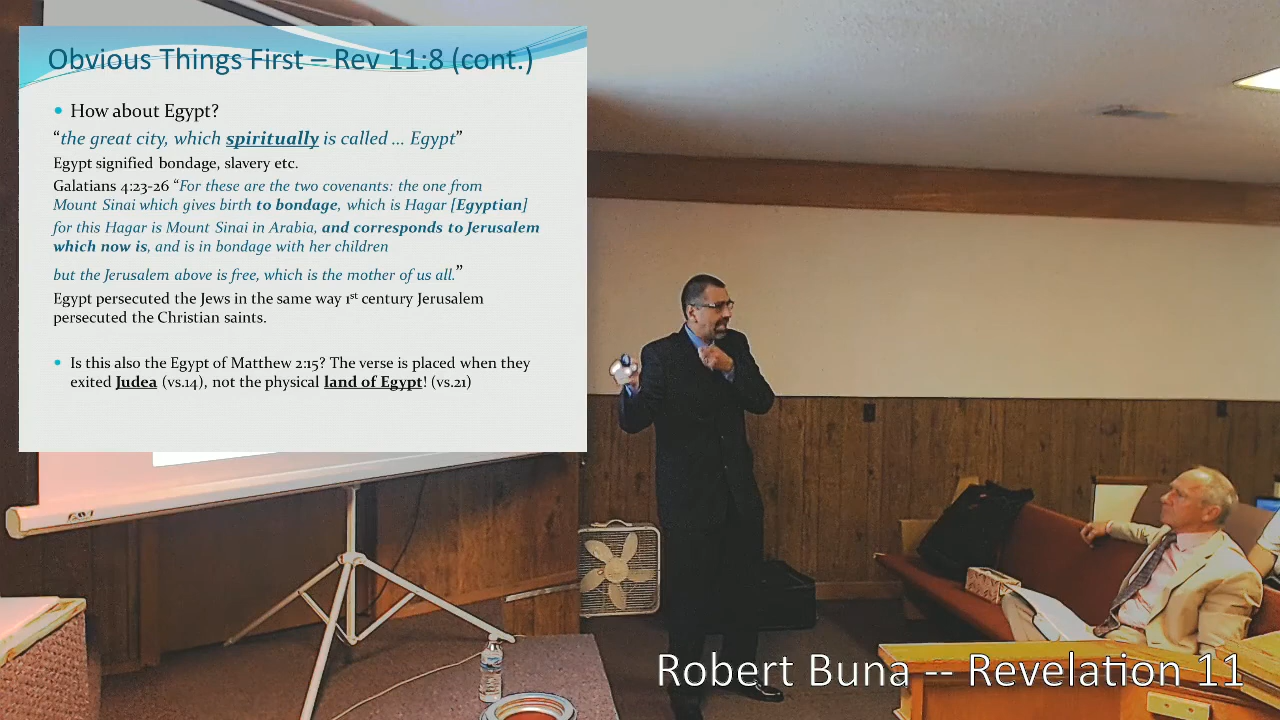 Obvious Things First – Rev 11:8 (cont.)
• How about Egypt?
“the great city, which spiritually is called ... Egypt”
Egypt signified bondage, slavery etc.
Galatians 4:23-26 “For these are the two covenants: the one from
Mount Sinai which gives birth to bondage, which is Hagar [Egyptian]
for this Hagar is Mount Sinai in Arabia, and corresponds to Jerusalem
which now is, and is in bondage with her children
but the Jerusalem above is free, which is the mother of us all.”
Egypt persecuted the Jews in the same way 1st century Jerusalem
persecuted the Christian saints.
• Is this also the Egypt of Matthew 2:15? The verse is placed when they
exited Judea (vs.14), not the physical land of Egypt! (vs.21)
Robert Buna -- Revelation 11